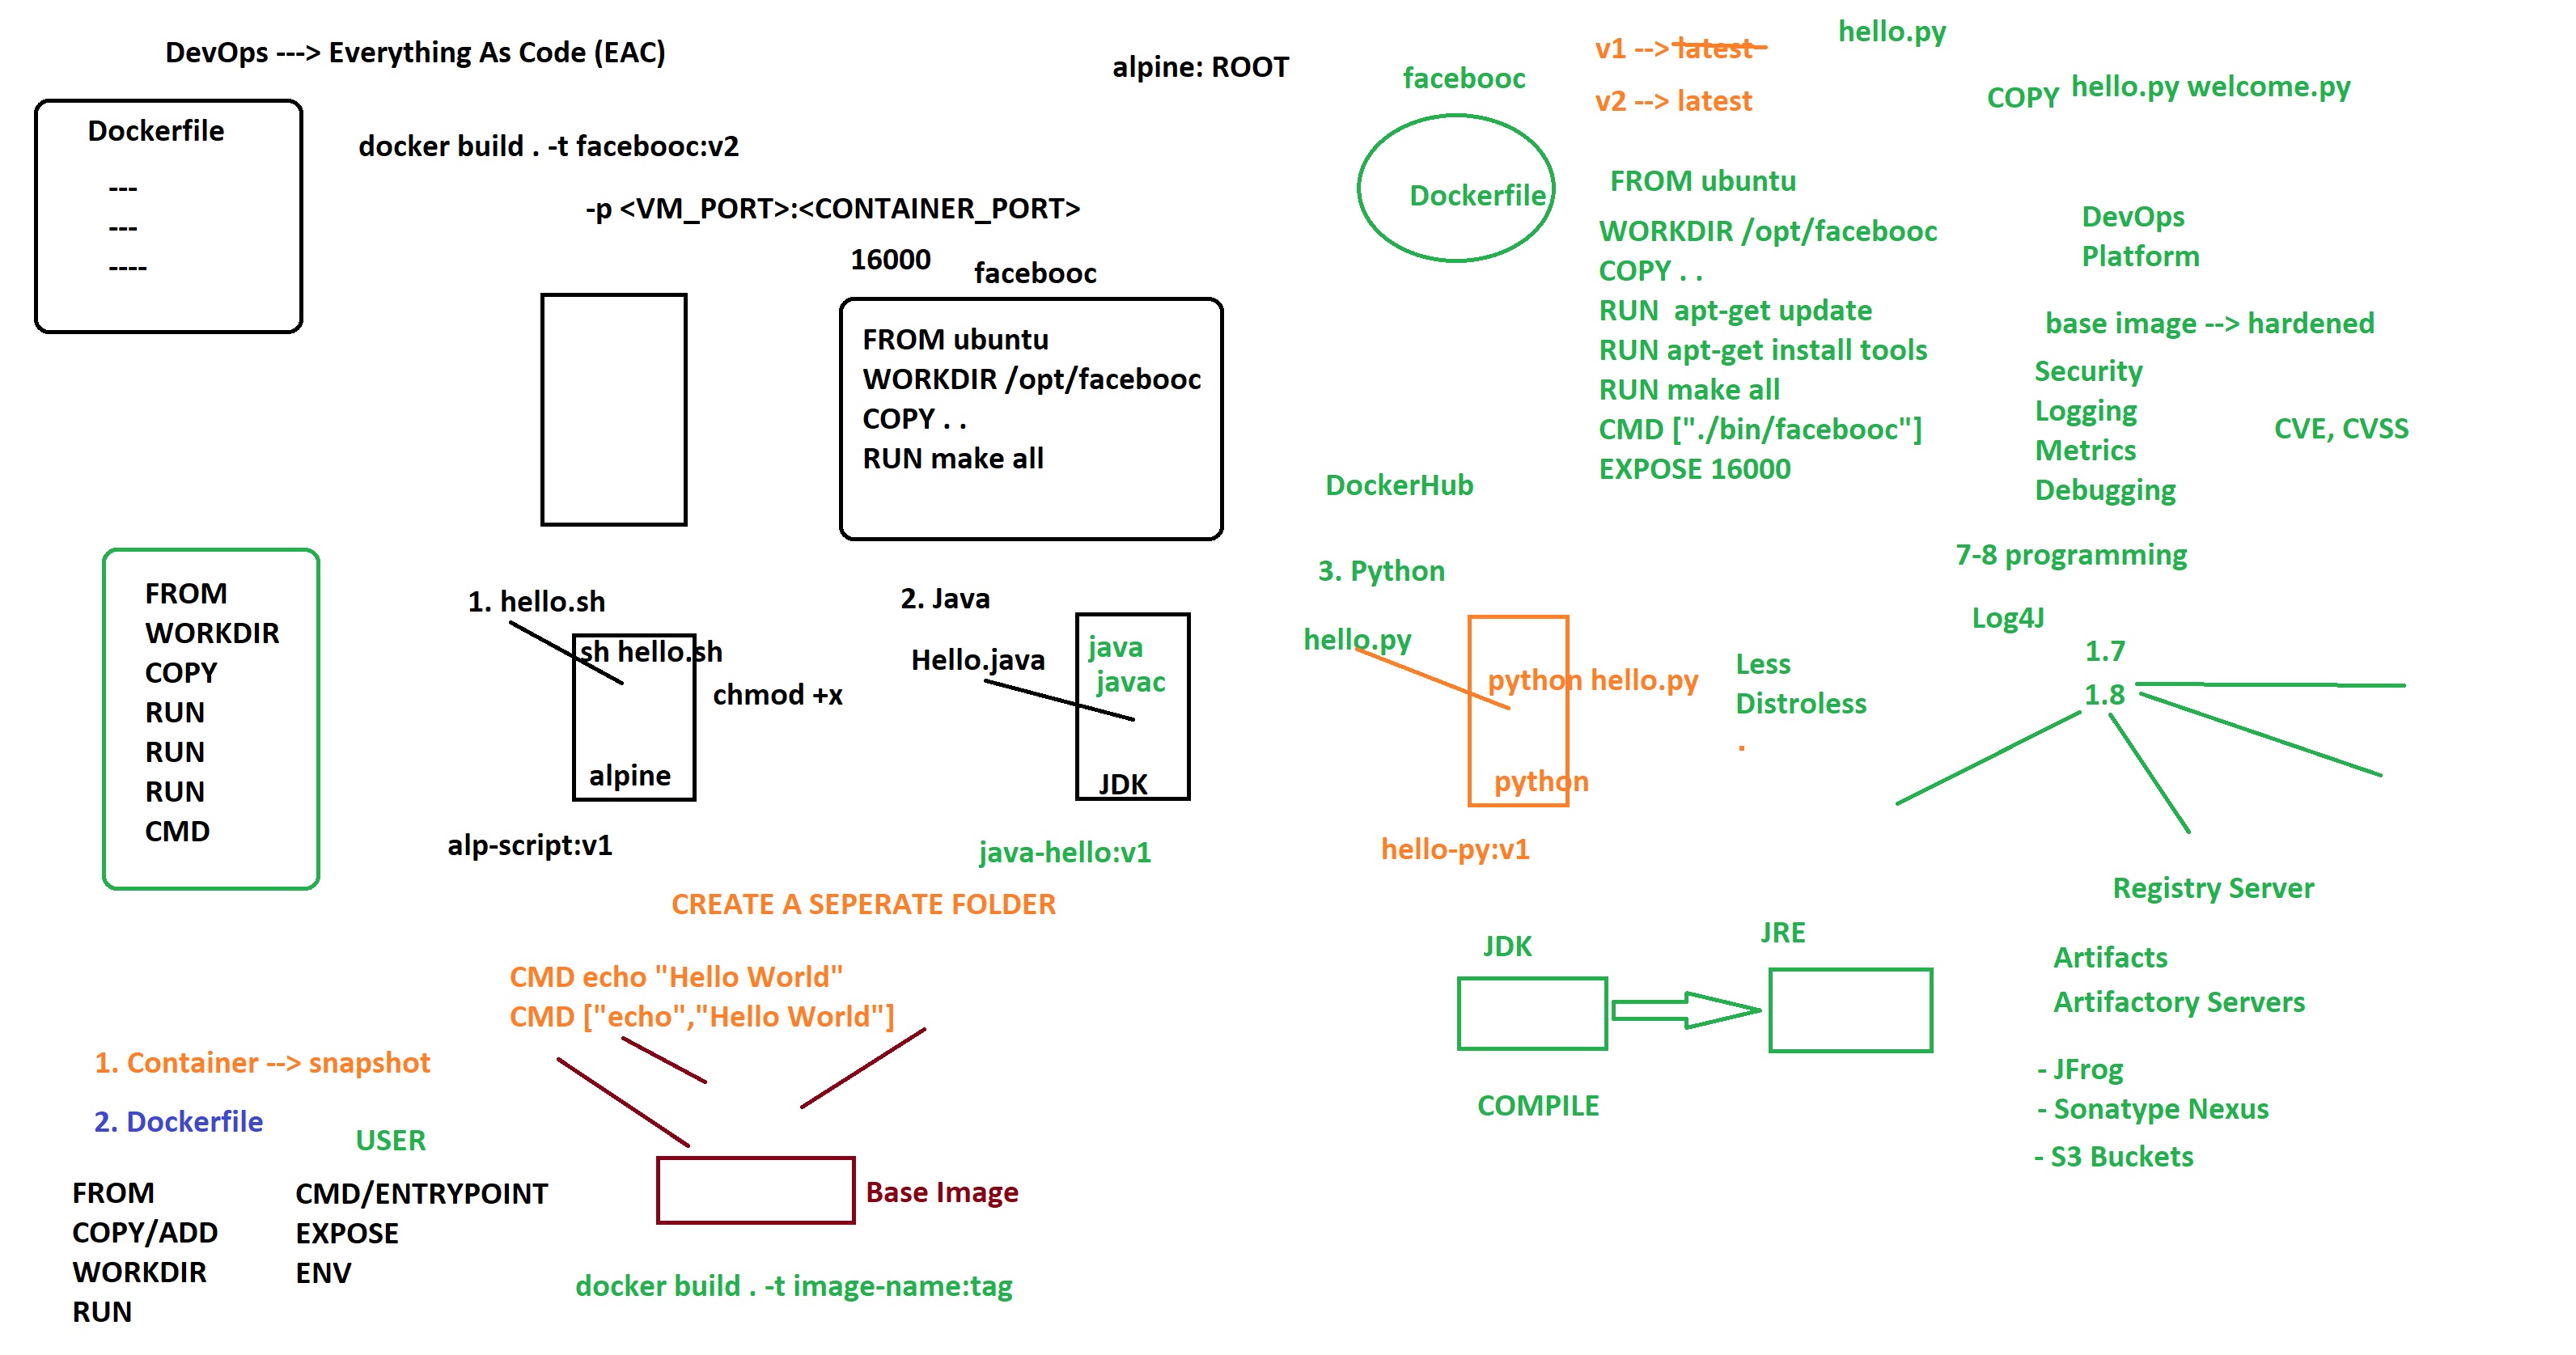 DevOps ---> Everything As Code (EAC)
Dockerfile
---
---
----
docker build . -t facebooc:v2
-p <VM_PORT>:<CONTAINER_PORT>
16000
facebooc
FROM ubuntu
WORKDIR /opt/facebooc
COPY . .
RUN make all
alpine: ROOT
facebooc
Dockerfile
v1 --> latest
v2 --> latest
hello.py
COPY hello.py welcome.py
FROM ubuntu
WORKDIR /opt/facebooc
COPY . .
RUN  apt-get update
RUN apt-get install tools
RUN make all
CMD ["./bin/facebooc"]
EXPOSE 16000
DevOps
Platform
base image --> hardened
Security
Logging
Metrics
Debugging
CVE, CVSS
DockerHub
FROM
WORKDIR
COPY
RUN
RUN
RUN
CMD
1. hello.sh
sh hello.sh
chmod +x
alpine
alp-script:v1
2. Java
Hello.java
java
javac
JDK
java-hello:v1
3. Python
hello.py
python hello.py
python
hello-py:v1
Less
Distroless
.
7-8 programming
Log4J
1.7
1.8
CREATE A SEPERATE FOLDER
CMD echo "Hello World"
CMD ["echo","Hello World"]
Base Image
docker build . -t image-name:tag
1. Container --> snapshot
2. Dockerfile
USER
FROM
COPY/ADD
WORKDIR
RUN
CMD/ENTRYPOINT
EXPOSE
ENV
JDK
JRE
COMPILE
Registry Server
Artifacts
Artifactory Servers
- JFrog
- Sonatype Nexus
- S3 Buckets